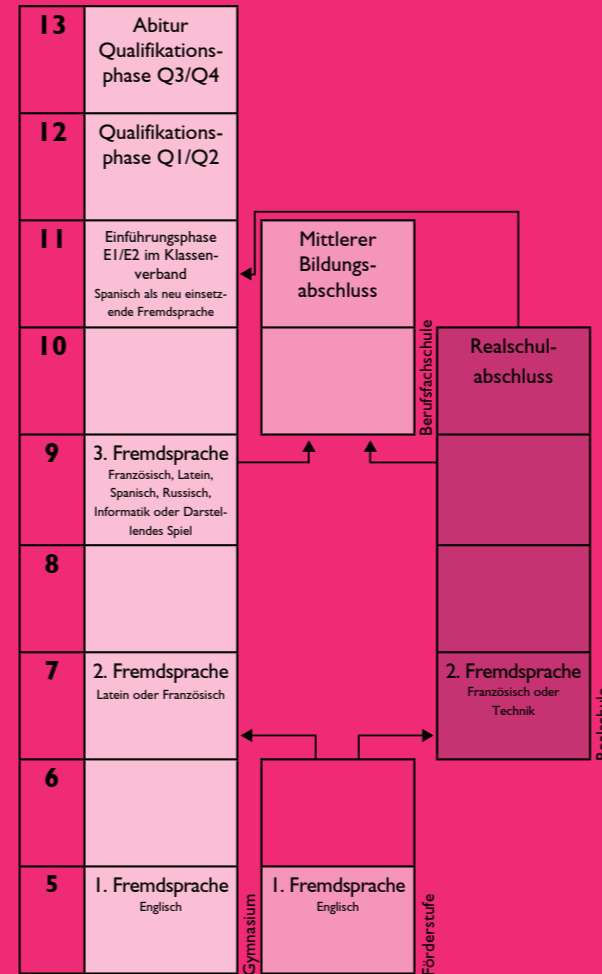 13
Abitur
Qualifikations-
phase Q3/Q4
12
Qualifikations-
phase Q1/Q2
11
Einführungsphase
E1/E2 im Klassen-
verband
Spanisch als neu einsetz-
ende Fremdsprache
Mittlerer
Bildungs-
abschluss
10
Berufsfachschule
Realschul-
abschluss
9
3. Fremdsprache
Französisch, Latein,
Spanisch, Russisch,
Informatik oder Darstel-
lendes Spiel
8
7
2. Fremdsprache
Latein oder Französisch
2. Fremdsprache
Französisch oder
Technik
Realschule
6
5
1. Fremdsprache
Englisch
Gymnasium
1. Fremdsprache
Englisch
Förderstufe